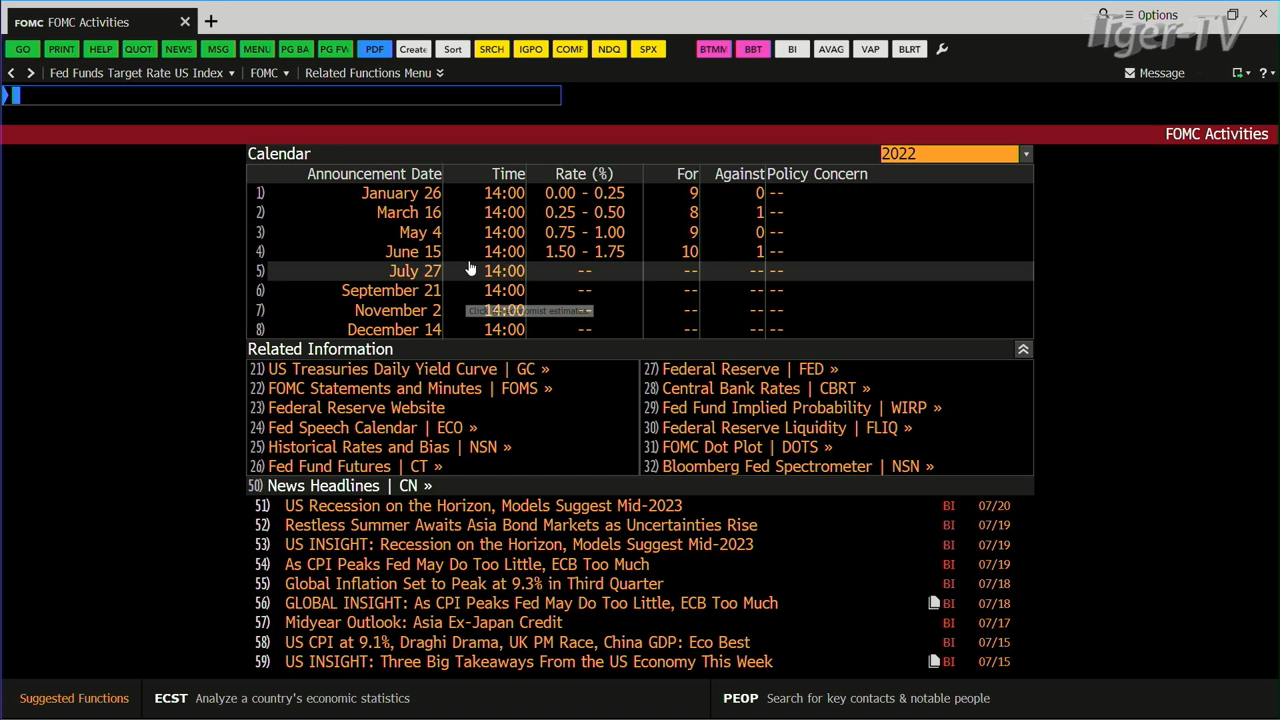 FOMC FOMC Activities
Options
Tiger-TV
GO PRINT HELP QUOT NEWS MSG MENU PG BA PG FW PDF Create Sort SRCH IGPO COMF NDQ SPX BTMM BBT BI AVAG VAP BLRT
Fed Funds Target Rate US Index FOMC Related Functions Menu Message ?
FOMC Activities
Calendar 2022
Announcement Date Time Rate (%) For Against Policy Concern
1) January 26 14:00 0.00 - 0.25 9 0 --
2) March 16 14:00 0.25 - 0.50 8 1 --
3) May 4 14:00 0.75 - 1.00 9 0 --
4) June 15 14:00 1.50 - 1.75 10 1 --
5) July 27 14:00 -- -- -- --
6) September 21 14:00 -- -- -- --
7) November 2 14:00 -- -- -- --
8) December 14 14:00 -- -- -- --
Related Information
21) US Treasuries Daily Yield Curve | GC »
22) FOMC Statements and Minutes | FOMS »
23) Federal Reserve Website
24) Fed Speech Calendar | ECO »
25) Historical Rates and Bias | NSN »
26) Fed Fund Futures | CT »
27) Federal Reserve | FED »
28) Central Bank Rates | CBRT »
29) Fed Fund Implied Probability | WIRP »
30) Federal Reserve Liquidity | FLIQ »
31) FOMC Dot Plot | DOTS »
32) Bloomberg Fed Spectrometer | NSN »
50) News Headlines | CN »
51) US Recession on the Horizon, Models Suggest Mid-2023 BI 07/20
52) Restless Summer Awaits Asia Bond Markets as Uncertainties Rise BI 07/19
53) US INSIGHT: Recession on the Horizon, Models Suggest Mid-2023 BI 07/19
54) As CPI Peaks Fed May Do Too Little, ECB Too Much BI 07/19
55) Global Inflation Set to Peak at 9.3% in Third Quarter BI 07/18
56) GLOBAL INSIGHT: As CPI Peaks Fed May Do Too Little, ECB Too Much BI 07/18
57) Midyear Outlook: Asia Ex-Japan Credit BI 07/17
58) US CPI at 9.1%, Draghi Drama, UK PM Race, China GDP: Eco Best BI 07/15
59) US INSIGHT: Three Big Takeaways From the US Economy This Week BI 07/15
Suggested Functions ECST Analyze a country's economic statistics PEOP Search for key contacts & notable people